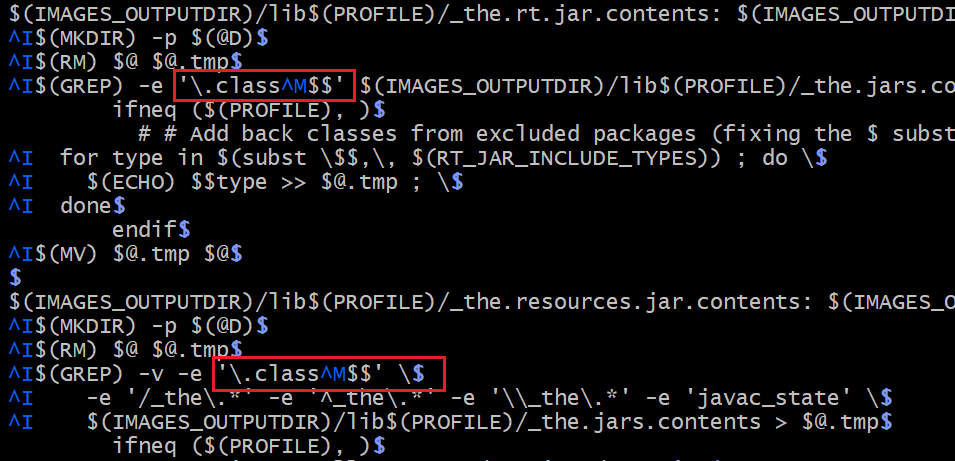 $(IMAGES_OUTPUTDIR)/lib$(PROFILE)/_the.rt.jar.contents: $(IMAGES_OUTPUTDI
^I$(MKDIR) -p $(@D)$
^I$(RM) $@ $@.tmp$
^I$(GREP) -e '\.class^M$$' $(IMAGES_OUTPUTDIR)/lib$(PROFILE)/_the.jars.co
ifneq ($(PROFILE), )$
# # Add back classes from excluded packages (fixing the $ subst
^I  for type in $(subst \$$,\, $(RT_JAR_INCLUDE_TYPES)) ; do \$
^I    $(ECHO) $$type >> $@.tmp ; \$
^I  done$
endif$
^I$(MV) $@.tmp $@$
$
$(IMAGES_OUTPUTDIR)/lib$(PROFILE)/_the.resources.jar.contents: $(IMAGES_O
^I$(MKDIR) -p $(@D)$
^I$(RM) $@ $@.tmp$
^I$(GREP) -v -e '\.class^M$$' \$
^I    -e '/_the\.*' -e '^_the\.*' -e '\\_the\.*' -e 'javac_state' \$
^I    $(IMAGES_OUTPUTDIR)/lib$(PROFILE)/_the.jars.contents > $@.tmp$
ifneq ($(PROFILE), )$